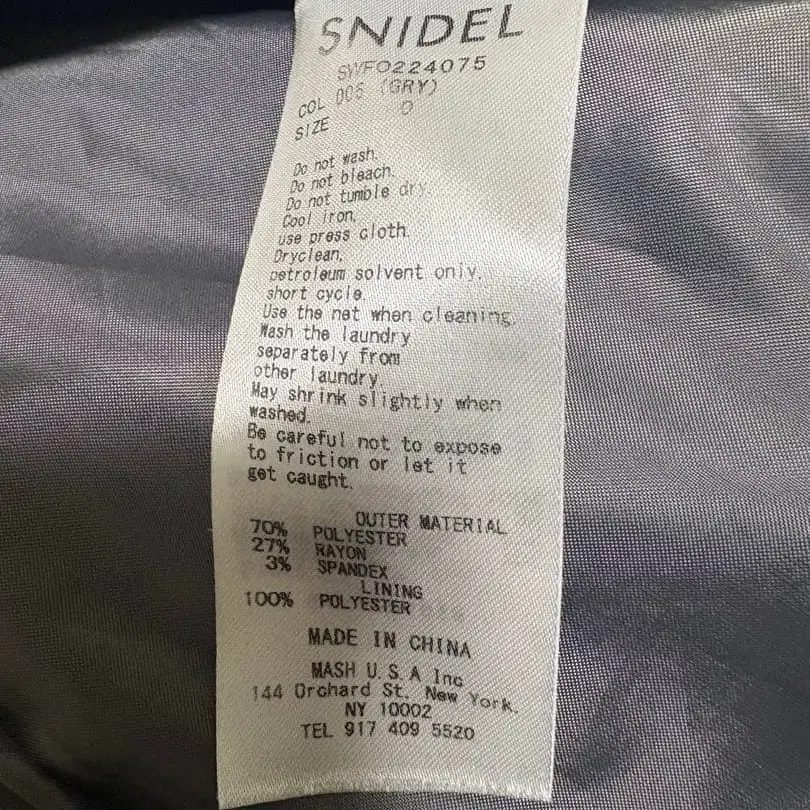 SNIDEL
SWFO224075
COL 006 (GRY)
SIZE 0
Do not wash.
Do not bleach.
Do not tumble dry.
Cool iron,
use press cloth.
Dryclean,
petroleum solvent only,
short cycle.
Use the net when cleaning.
Wash the laundry
separately from
other laundry.
May shrink slightly when
washed.
Be careful not to expose
to friction or let it
get caught.
OUTER MATERIAL
70% POLYESTER
27% RAYON
3% SPANDEX
LINING
100% POLYESTER
MADE IN CHINA
MASH U.S.A Inc
144 Orchard St. New York.
NY 10002
TEL 917 409 5520